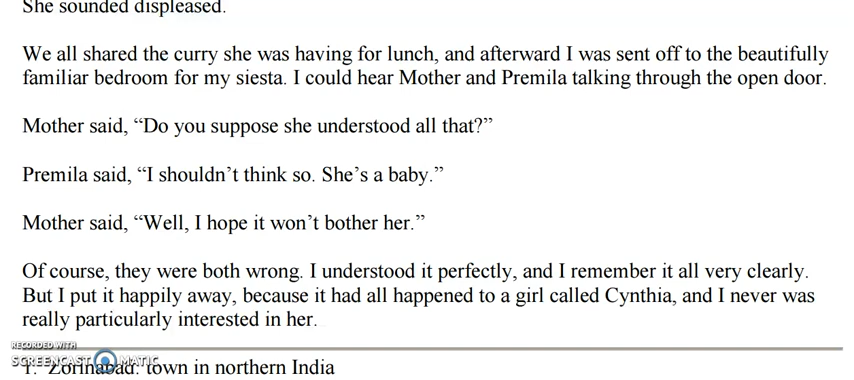 She sounded displeased.
We all shared the curry she was having for lunch, and afterward I was sent off to the beautifully
familiar bedroom for my siesta. I could hear Mother and Premila talking through the open door.
Mother said, “Do you suppose she understood all that?”
Premila said, “I shouldn’t think so. She’s a baby.”
Mother said, “Well, I hope it won’t bother her.”
Of course, they were both wrong. I understood it perfectly, and I remember it all very clearly.
But I put it happily away, because it had all happened to a girl called Cynthia, and I never was
really particularly interested in her.
RECORDED WITH
SCREENCAST MATIC
1. Zorinabad: town in northern India